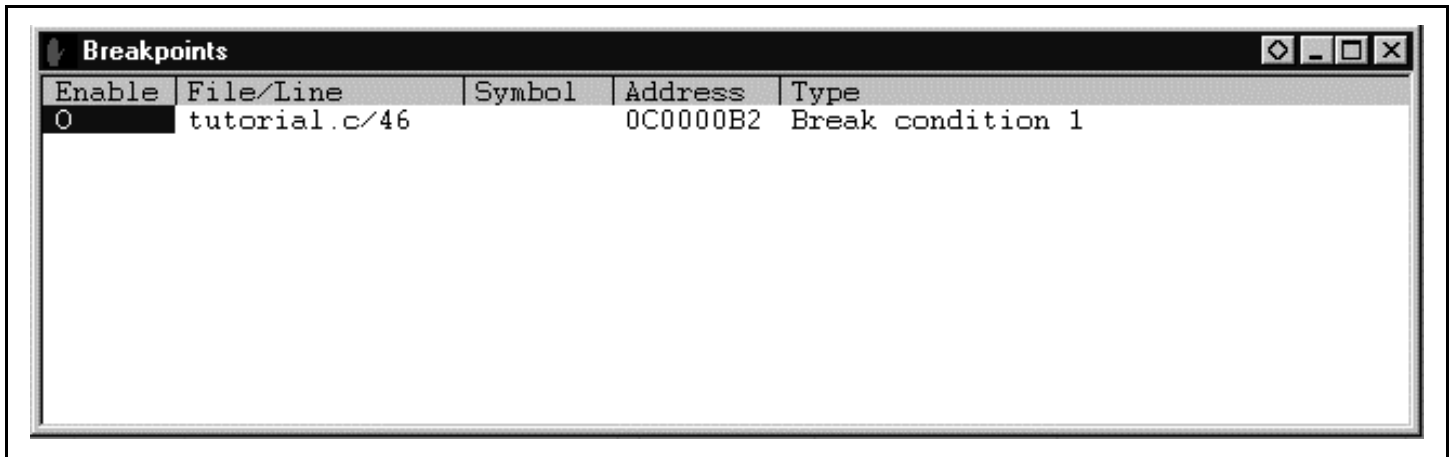 Breakpoints
Enable File/Line Symbol Address Type
O tutorial.c/46 0C0000B2 Break condition 1